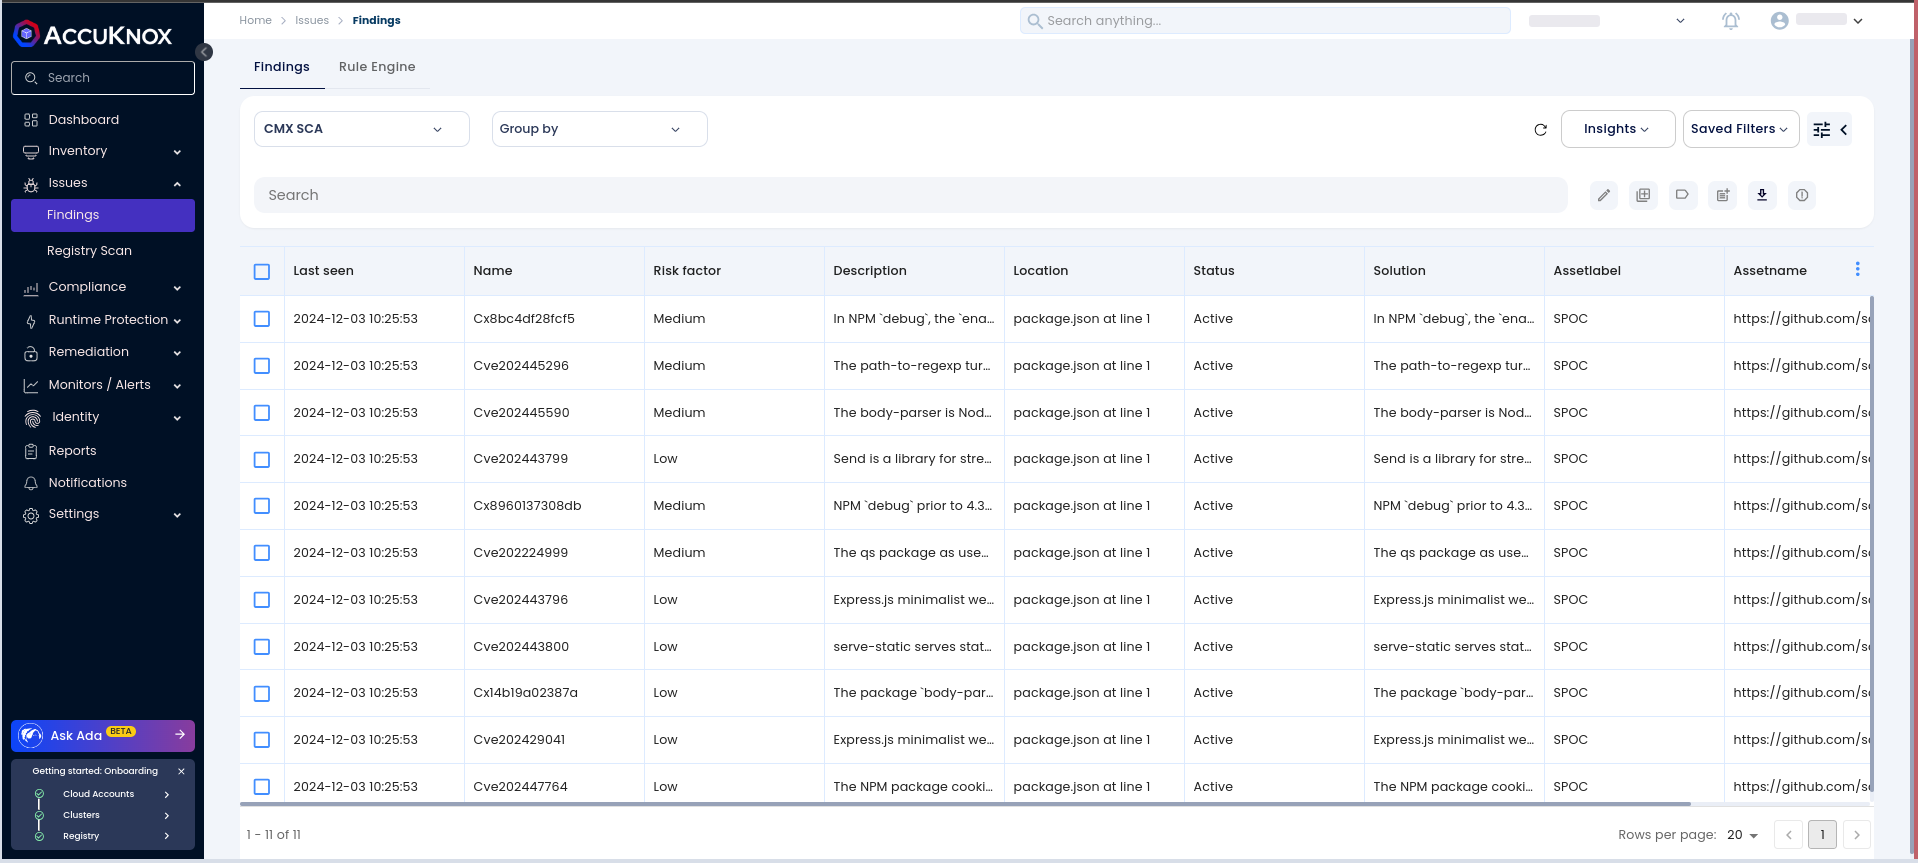 Home > Issues > Findings
Search anything...
ACCUKNOX
Search
Dashboard
Inventory
Issues
Findings
Registry Scan
Compliance
Runtime Protection
Remediation
Monitors / Alerts
Identity
Reports
Notifications
Settings
Ask Ada BETA
Getting started: Onboarding
Cloud Accounts
Clusters
Registry
Findings Rule Engine
CMX SCA Group by Insights Saved Filters
Search
Last seen Name Risk factor Description Location Status Solution Assetlabel Assetname
2024-12-03 10:25:53 Cx8bc4df28fcf5 Medium In NPM `debug`, the `ena... package.json at line 1 Active In NPM `debug`, the `ena... SPOC https://github.com/s
2024-12-03 10:25:53 Cve202445296 Medium The path-to-regexp tur... package.json at line 1 Active The path-to-regexp tur... SPOC https://github.com/s
2024-12-03 10:25:53 Cve202445590 Medium The body-parser is Nod... package.json at line 1 Active The body-parser is Nod... SPOC https://github.com/s
2024-12-03 10:25:53 Cve202443799 Low Send is a library for stre... package.json at line 1 Active Send is a library for stre... SPOC https://github.com/s
2024-12-03 10:25:53 Cx8960137308db Medium NPM `debug` prior to 4.3... package.json at line 1 Active NPM `debug` prior to 4.3... SPOC https://github.com/s
2024-12-03 10:25:53 Cve202224999 Medium The qs package as use... package.json at line 1 Active The qs package as use... SPOC https://github.com/s
2024-12-03 10:25:53 Cve202443796 Low Express.js minimalist we... package.json at line 1 Active Express.js minimalist we... SPOC https://github.com/s
2024-12-03 10:25:53 Cve202443800 Low serve-static serves stat... package.json at line 1 Active serve-static serves stat... SPOC https://github.com/s
2024-12-03 10:25:53 Cx14b19a02387a Low The package `body-par... package.json at line 1 Active The package `body-par... SPOC https://github.com/s
2024-12-03 10:25:53 Cve202429041 Low Express.js minimalist we... package.json at line 1 Active Express.js minimalist we... SPOC https://github.com/s
2024-12-03 10:25:53 Cve202447764 Low The NPM package cooki... package.json at line 1 Active The NPM package cooki... SPOC https://github.com/s
1 - 11 of 11 Rows per page: 20 1